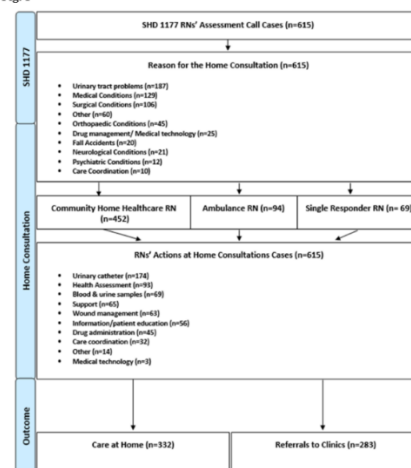 SHD 1177
SHD 1177 RNs' Assessment Call Cases (n=615)
Reason for the Home Consultation (n=615)
• Urinary tract problems (n=187)
• Medical Conditions (n=129)
• Surgical Conditions (n=106)
• Other (n=60)
• Orthopaedic Conditions (n=45)
• Drug management/ Medical technology (n=25)
• Fall Accidents (n=20)
• Neurological Conditions (n=21)
• Psychiatric Conditions (n=12)
• Care Coordination (n=10)
Home Consultation
Community Home Healthcare RN
(n=452)
Ambulance RN (n=94)
Single Responder RN (n= 69)
RNs' Actions at Home Consultations Cases (n=615)
• Urinary catheter (n=174)
• Health Assessment (n=93)
• Blood & urine samples (n=69)
• Support (n=65)
• Wound management (n=63)
• Information/patient education (n=56)
• Drug administration (n=45)
• Care coordination (n=32)
• Other (n=14)
• Medical technology (n=3)
Outcome
Care at Home (n=332)
Referrals to Clinics (n=283)